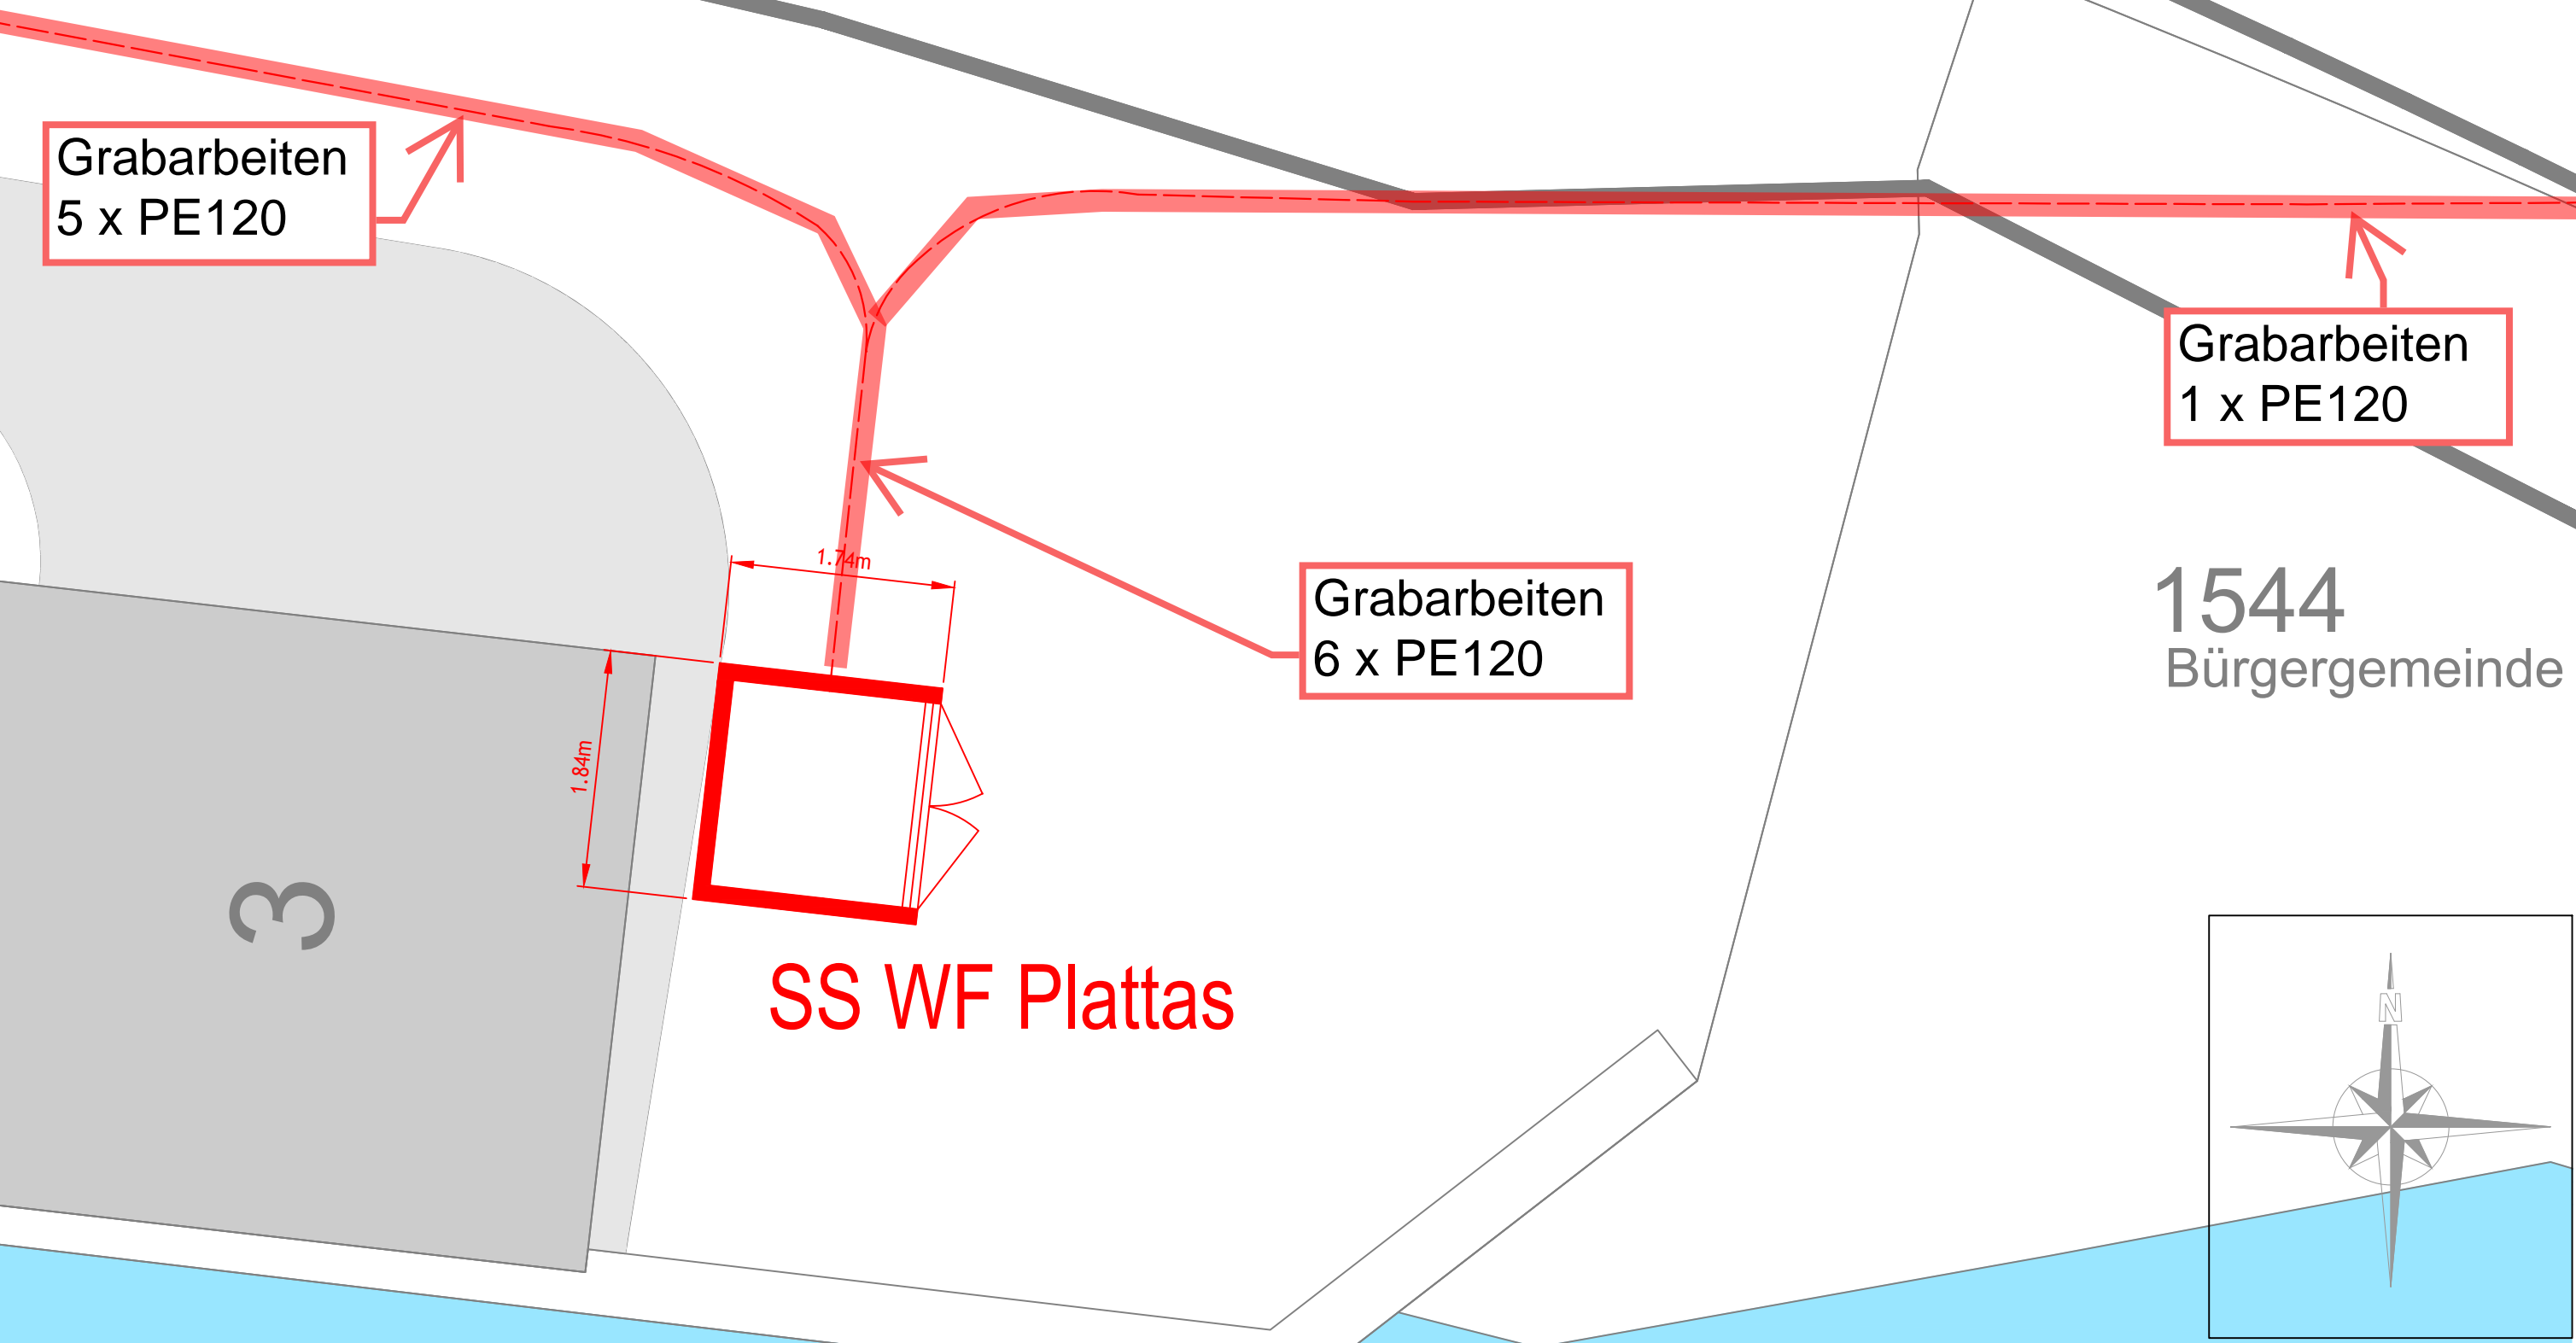 Grabarbeiten
5 x PE120
Grabarbeiten
1 x PE120
Grabarbeiten
6 x PE120
1.74m
1.84m
1544
Bürgergemeinde
3
SS WF Plattas
N